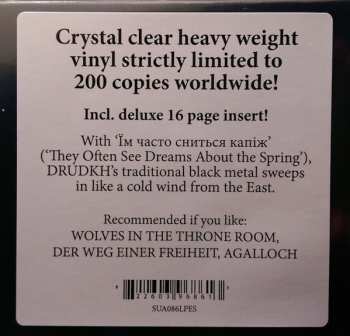 Crystal clear heavy weight
vinyl strictly limited to
200 copies worldwide!
Incl. deluxe 16 page insert!
With ‘Їм часто сниться капіж’
(‘They Often See Dreams About the Spring’),
DRUDKH’s traditional black metal sweeps
in like a cold wind from the East.
Recommended if you like:
WOLVES IN THE THRONE ROOM,
DER WEG EINER FREIHEIT, AGALLOCH
SUA086LPES